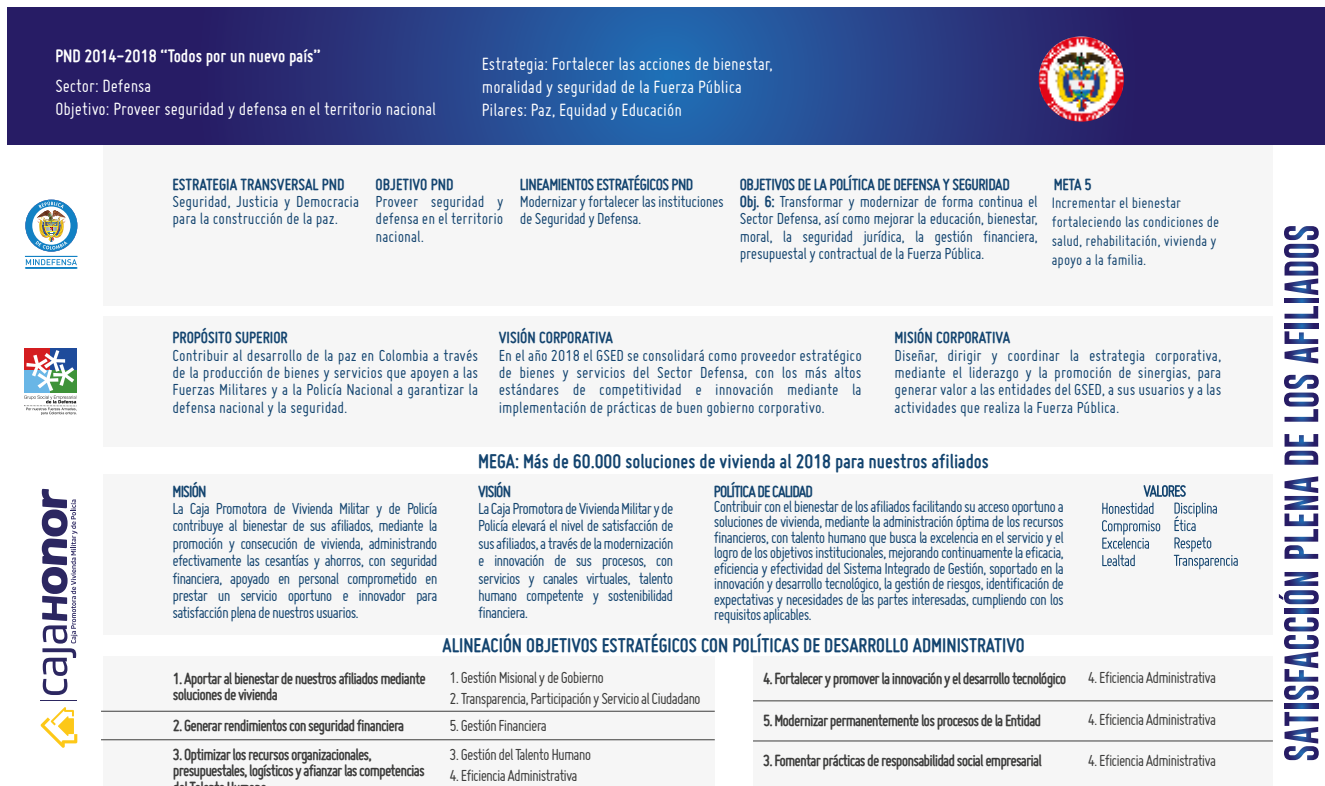 PND 2014-2018 “Todos por un nuevo país”
Sector: Defensa
Objetivo: Proveer seguridad y defensa en el territorio nacional
Estrategia: Fortalecer las acciones de bienestar,
moralidad y seguridad de la Fuerza Pública
Pilares: Paz, Equidad y Educación
REPÚBLICA
DE COLOMBIA
MINDEFENSA
ESTRATEGIA TRANSVERSAL PND
Seguridad, Justicia y Democracia
para la construcción de la paz.
OBJETIVO PND
Proveer seguridad y
defensa en el territorio
nacional.
LINEAMIENTOS ESTRATÉGICOS PND
Modernizar y fortalecer las instituciones
de Seguridad y Defensa.
OBJETIVOS DE LA POLÍTICA DE DEFENSA Y SEGURIDAD
Obj. 6: Transformar y modernizar de forma continua el
Sector Defensa, así como mejorar la educación, bienestar,
moral, la seguridad jurídica, la gestión financiera,
presupuestal y contractual de la Fuerza Pública.
META 5
Incrementar el bienestar
fortaleciendo las condiciones de
salud, rehabilitación, vivienda y
apoyo a la familia.
Grupo Social y Empresarial
de la Defensa
Por nuestras Fuerzas Armadas,
para Colombia entera.
PROPÓSITO SUPERIOR
Contribuir al desarrollo de la paz en Colombia a través
de la producción de bienes y servicios que apoyen a las
Fuerzas Militares y a la Policía Nacional a garantizar la
defensa nacional y la seguridad.
VISIÓN CORPORATIVA
En el año 2018 el GSED se consolidará como proveedor estratégico
de bienes y servicios del Sector Defensa, con los más altos
estándares de competitividad e innovación mediante la
implementación de prácticas de buen gobierno corporativo.
MISIÓN CORPORATIVA
Diseñar, dirigir y coordinar la estrategia corporativa,
mediante el liderazgo y la promoción de sinergias, para
generar valor a las entidades del GSED, a sus usuarios y a las
actividades que realiza la Fuerza Pública.
MEGA: Más de 60.000 soluciones de vivienda al 2018 para nuestros afiliados
cajaHONOR
Caja Promotora de Vivienda Militar y de Policía
MISIÓN
La Caja Promotora de Vivienda Militar y de Policía
contribuye al bienestar de sus afiliados, mediante la
promoción y consecución de vivienda, administrando
efectivamente las cesantías y ahorros, con seguridad
financiera, apoyado en personal comprometido en
prestar un servicio oportuno e innovador para
satisfacción plena de nuestros usuarios.
VISIÓN
La Caja Promotora de Vivienda Militar y de
Policía elevará el nivel de satisfacción de
sus afiliados, a través de la modernización
e innovación de sus procesos, con
servicios y canales virtuales, talento
humano competente y sostenibilidad
financiera.
POLÍTICA DE CALIDAD
Contribuir con el bienestar de los afiliados facilitando su acceso oportuno a
soluciones de vivienda, mediante la administración óptima de los recursos
financieros, con talento humano que busca la excelencia en el servicio y el
logro de los objetivos institucionales, mejorando continuamente la eficacia,
eficiencia y efectividad del Sistema Integrado de Gestión, soportado en la
innovación y desarrollo tecnológico, la gestión de riesgos, identificación de
expectativas y necesidades de las partes interesadas, cumpliendo con los
requisitos aplicables.
VALORES
Honestidad Disciplina
Compromiso Ética
Excelencia Respeto
Lealtad Transparencia
ALINEACIÓN OBJETIVOS ESTRATÉGICOS CON POLÍTICAS DE DESARROLLO ADMINISTRATIVO
1. Aportar al bienestar de nuestros afiliados mediante
soluciones de vivienda
1. Gestión Misional y de Gobierno
2. Transparencia, Participación y Servicio al Ciudadano
2. Generar rendimientos con seguridad financiera
5. Gestión Financiera
3. Optimizar los recursos organizacionales,
presupuestales, logísticos y afianzar las competencias
del Talento Humano
3. Gestión del Talento Humano
4. Eficiencia Administrativa
4. Fortalecer y promover la innovación y el desarrollo tecnológico
4. Eficiencia Administrativa
5. Modernizar permanentemente los procesos de la Entidad
4. Eficiencia Administrativa
3. Fomentar prácticas de responsabilidad social empresarial
4. Eficiencia Administrativa
SATISFACCIÓN PLENA DE LOS AFILIADOS